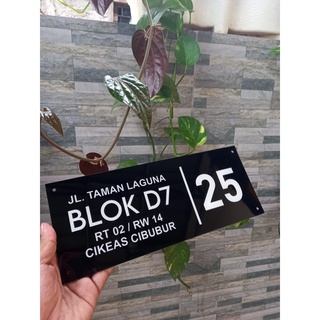 JL. TAMAN LAGUNA
BLOK D7
RT 02 / RW 14
CIKEAS CIBUBUR
25